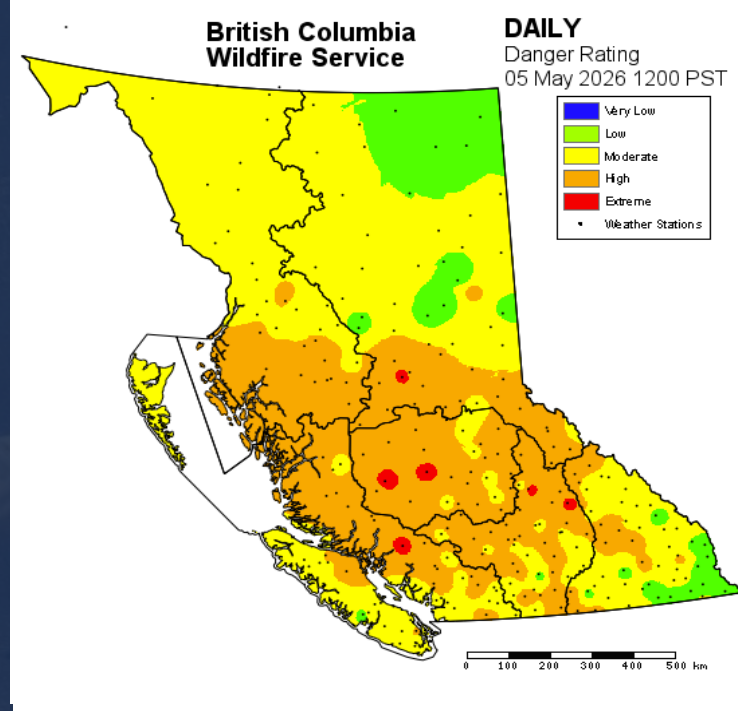 British Columbia
Wildfire Service
DAILY
Danger Rating
05 May 2026 1200 PST
Very Low
Low
Moderate
High
Extreme
Weather Stations
0 100 200 300 400 500 km